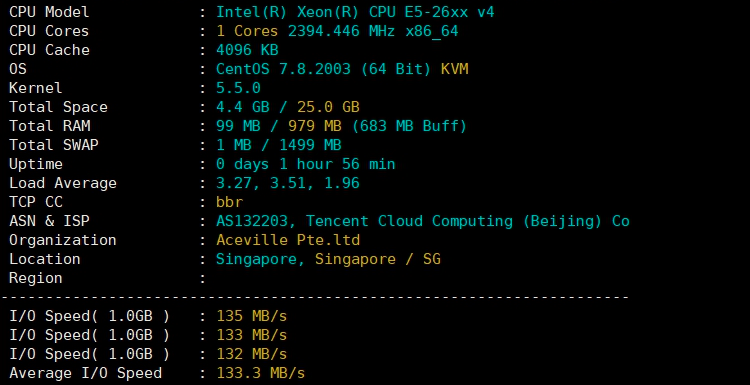 CPU Model : Intel(R) Xeon(R) CPU E5-26xx v4
CPU Cores : 1 Cores 2394.446 MHz x86_64
CPU Cache : 4096 KB
OS : CentOS 7.8.2003 (64 Bit) KVM
Kernel : 5.5.0
Total Space : 4.4 GB / 25.0 GB
Total RAM : 99 MB / 979 MB (683 MB Buff)
Total SWAP : 1 MB / 1499 MB
Uptime : 0 days 1 hour 56 min
Load Average : 3.27, 3.51, 1.96
TCP CC : bbr
ASN & ISP : AS132203, Tencent Cloud Computing (Beijing) Co
Organization : Aceville Pte.ltd
Location : Singapore, Singapore / SG
Region :
----------------------------------------------------------------------
I/O Speed( 1.0GB ) : 135 MB/s
I/O Speed( 1.0GB ) : 133 MB/s
I/O Speed( 1.0GB ) : 132 MB/s
Average I/O Speed : 133.3 MB/s